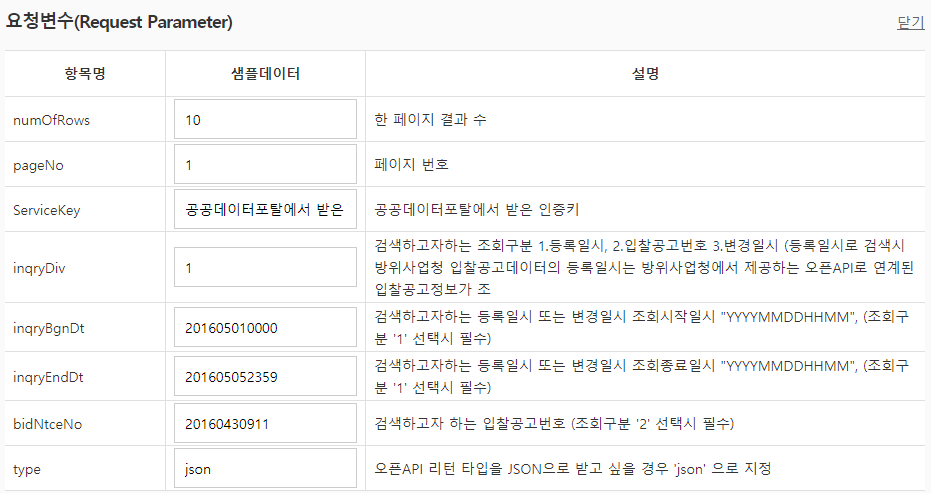 요청변수(Request Parameter)
닫기
항목명 샘플데이터 설명
numOfRows 10 한 페이지 결과 수
pageNo 1 페이지 번호
ServiceKey 공공데이터포탈에서 받은 공공데이터포탈에서 받은 인증키
inqryDiv 1 검색하고자하는 조회구분 1.등록일시, 2.입찰공고번호 3.변경일시 (등록일시로 검색시
방위사업청 입찰공고데이터의 등록일시는 방위사업청에서 제공하는 오픈API로 연계된
입찰공고정보가 조
inqryBgnDt 201605010000 검색하고자하는 등록일시 또는 변경일시 조회시작일시 "YYYYMMDDHHMM", (조회구
분 '1' 선택시 필수)
inqryEndDt 201605052359 검색하고자하는 등록일시 또는 변경일시 조회종료일시 "YYYYMMDDHHMM", (조회구
분 '1' 선택시 필수)
bidNtceNo 20160430911 검색하고자 하는 입찰공고번호 (조회구분 '2' 선택시 필수)
type json 오픈API 리턴 타입을 JSON으로 받고 싶을 경우 'json' 으로 지정